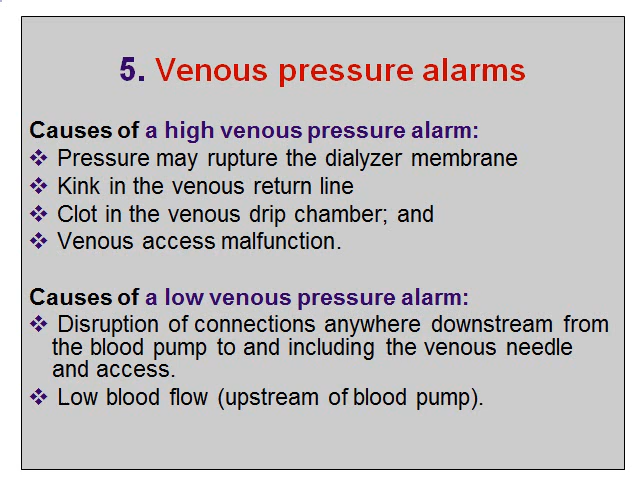 5. Venous pressure alarms
Causes of a high venous pressure alarm:
❖ Pressure may rupture the dialyzer membrane
❖ Kink in the venous return line
❖ Clot in the venous drip chamber; and
❖ Venous access malfunction.
Causes of a low venous pressure alarm:
❖ Disruption of connections anywhere downstream from
the blood pump to and including the venous needle
and access.
❖ Low blood flow (upstream of blood pump).